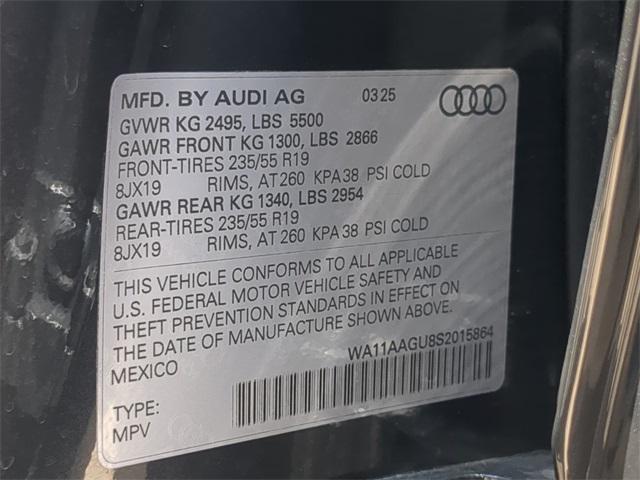 MFD. BY AUDI AG 03 25
GVWR KG 2495, LBS 5500
GAWR FRONT KG 1300, LBS 2866
FRONT-TIRES 235/55 R19
8JX19 RIMS, AT 260 KPA 38 PSI COLD
GAWR REAR KG 1340, LBS 2954
REAR-TIRES 235/55 R19
8JX19 RIMS, AT 260 KPA 38 PSI COLD
THIS VEHICLE CONFORMS TO ALL APPLICABLE
U.S. FEDERAL MOTOR VEHICLE SAFETY AND
THEFT PREVENTION STANDARDS IN EFFECT ON
THE DATE OF MANUFACTURE SHOWN ABOVE.
MEXICO
WA11AAGU8S2015864
TYPE:
MPV